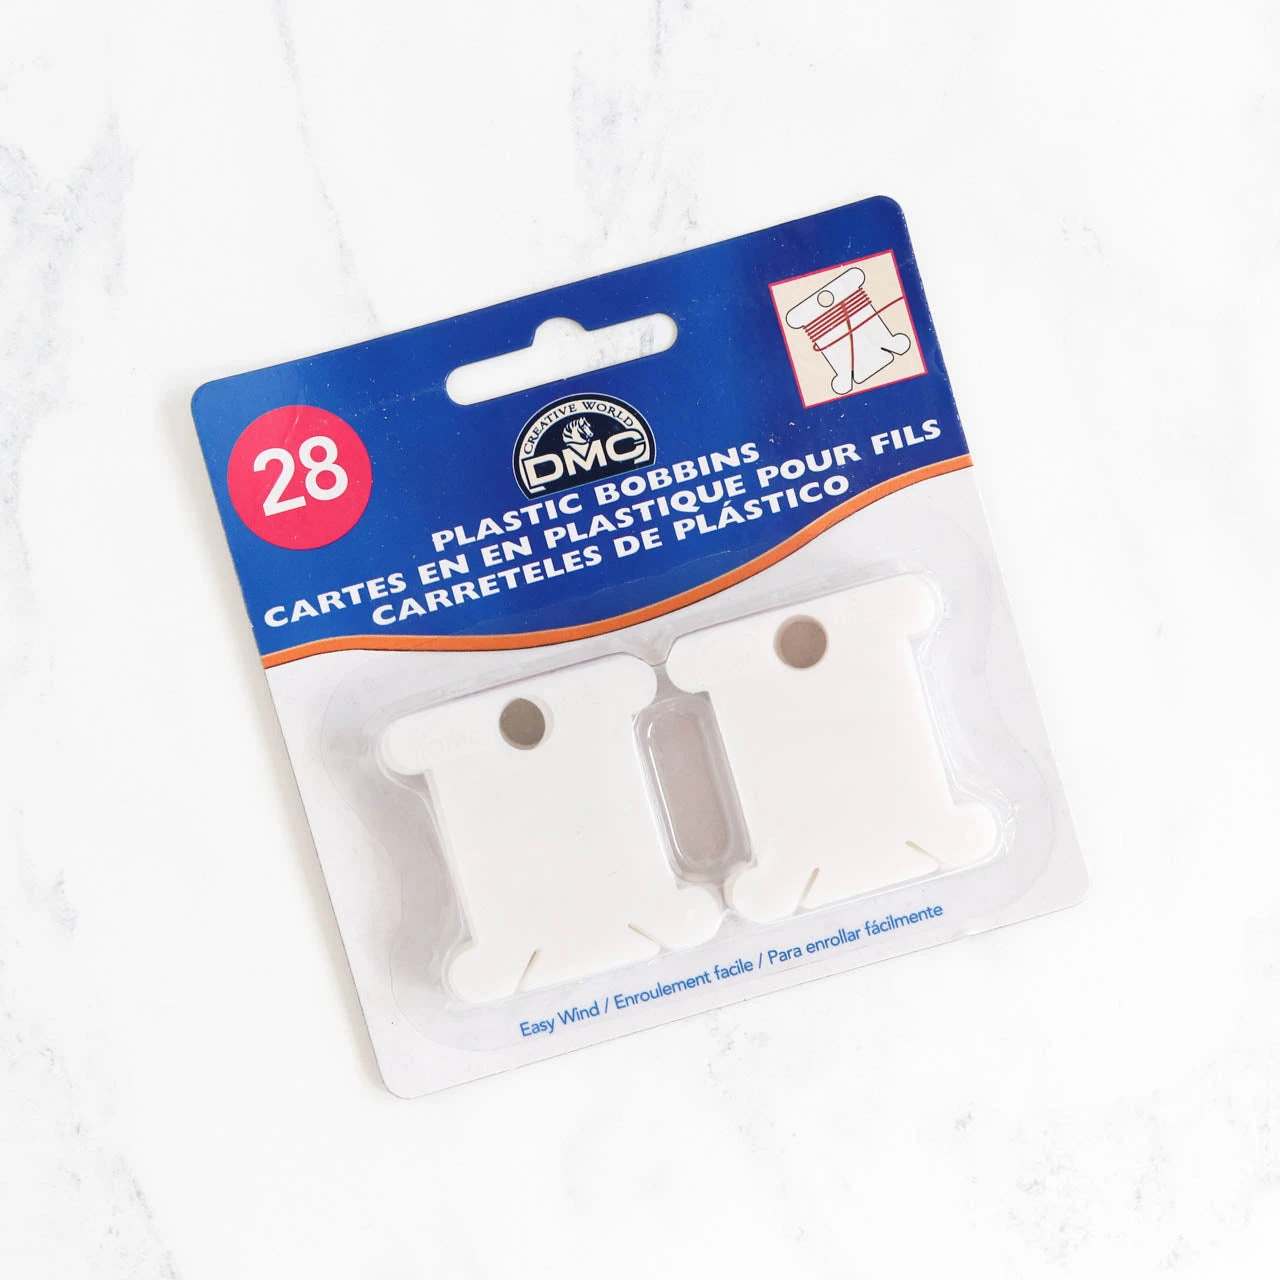 28
CREATIVE WORLD
DMC
PLASTIC BOBBINS
CARTES EN EN PLASTIQUE POUR FILS
CARRETELES DE PLÁSTICO
DMC
Easy Wind / Enroulement facile / Para enrollar fácilmente